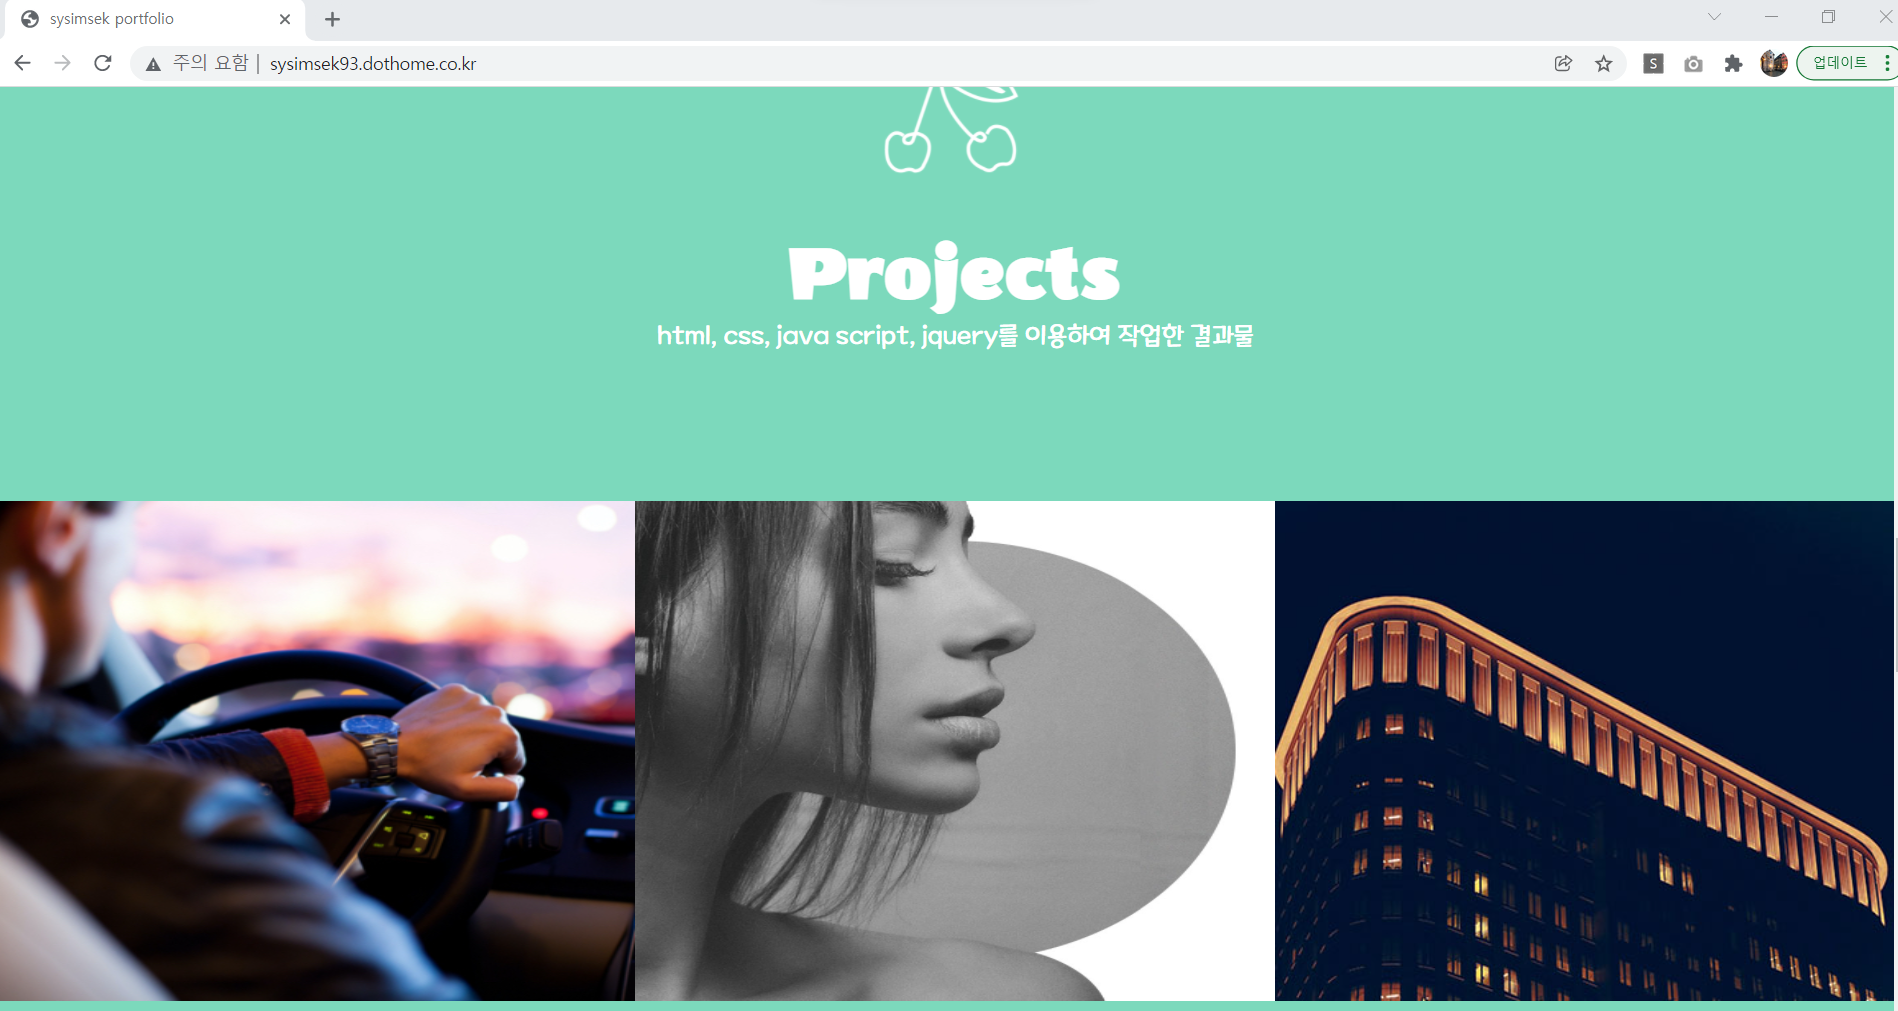 sysimsek portfolio
주의 요함 | sysimsek93.dothome.co.kr
S
업데이트
Projects
html, css, java script, jquery를 이용하여 작업한 결과물